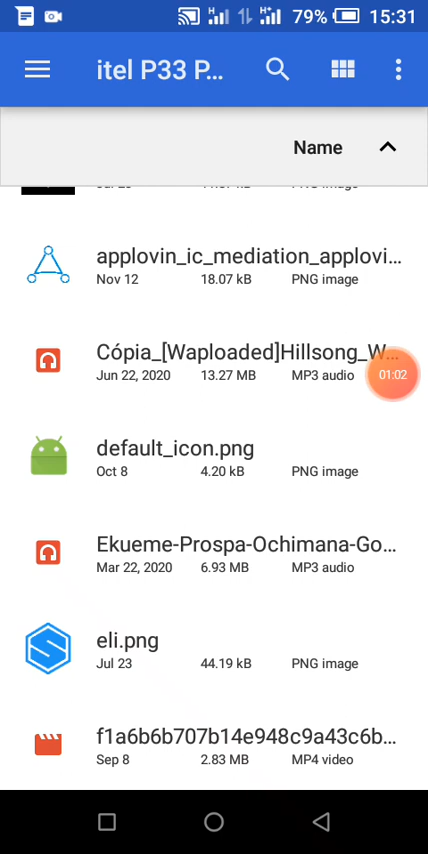 79% 15:31
itel P33 P...
Name
applovin_ic_mediation_applovi...
Nov 12 18.07 kB PNG image
Cópia_[Waploaded]Hillsong_W...
Jun 22, 2020 13.27 MB MP3 audio
01:02
default_icon.png
Oct 8 4.20 kB PNG image
Ekueme-Prospa-Ochimana-Go...
Mar 22, 2020 6.93 MB MP3 audio
eli.png
Jul 23 44.19 kB PNG image
f1a6b6b707b14e948c9a43c6b...
Sep 8 2.83 MB MP4 video